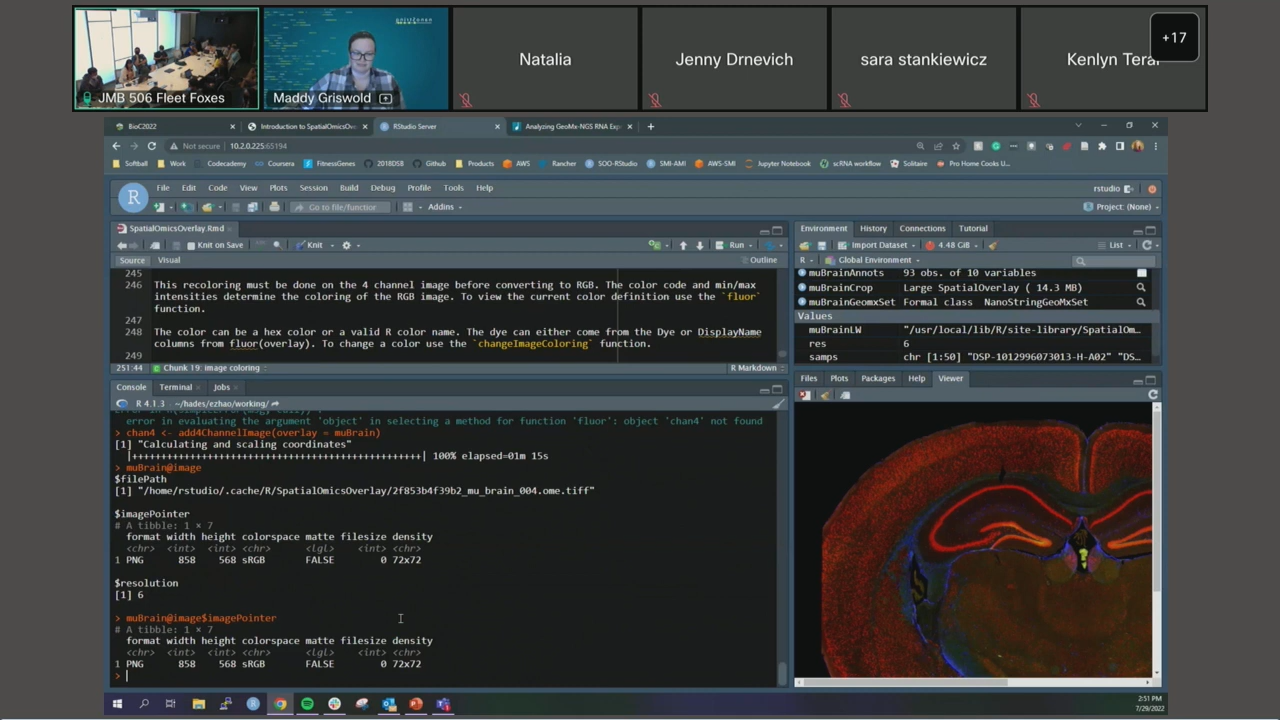 nanoString
+17
Natalia
Jenny Drnevich
sara stankiewicz
Kenlyn Terai
JMB 506 Fleet Foxes
Maddy Griswold
BioC2022
Introduction to SpatialOmicsOve
RStudio Server
Analyzing GeoMx-NGS RNA Exp
Not secure
10.2.0.225:65194
Softball
Work
Codecademy
Coursera
FitnessGenes
2018DSB
Github
Products
AWS
Rancher
SOO-RStudio
SMI-AMI
AWS-SMI
Jupyter Notebook
scRNA workflow
Solitaire
Pro Home Cooks U...
File Edit Code View Plots Session Build Debug Profile Tools Help
rstudio
Go to file/function
Addins
Project: (None)
SpatialOmicsOverlay.Rmd
Knit on Save
Knit
Run
Source
Visual
Outline
245
246 This recoloring must be done on the 4 channel image before converting to RGB. The color code and min/max
intensities determine the coloring of the RGB image. To view the current color definition use the `fluor`
function.
247
248 The color can be a hex color or a valid R color name. The dye can either come from the Dye or DisplayName
columns from fluor(overlay). To change a color use the `changeImageColoring` function.
249
251:44
Chunk 19: image coloring
R Markdown
Console
Terminal
Jobs
R 4.1.3 · ~/hades/ezhao/working/
error in evaluating the argument 'object' in selecting a method for function 'fluor': object 'chan4' not found
> chan4 <- add4ChannelImage(overlay = muBrain)
[1] "Calculating and scaling coordinates"
|++++++++++++++++++++++++++++++++++++++++++++++++++| 100% elapsed=01m 15s
> muBrain@image
$filePath
[1] "/home/rstudio/.cache/R/SpatialOmicsOverlay/2f853b4f39b2_mu_brain_004.ome.tiff"
$imagePointer
# A tibble: 1 × 7
format width height colorspace matte filesize density
<chr> <int> <int> <chr> <lgl> <int> <chr>
1 PNG 858 568 sRGB FALSE 0 72x72
$resolution
[1] 6
> muBrain@image$imagePointer
# A tibble: 1 × 7
format width height colorspace matte filesize density
<chr> <int> <int> <chr> <lgl> <int> <chr>
1 PNG 858 568 sRGB FALSE 0 72x72
>
Environment
History
Connections
Tutorial
Import Dataset
4.48 GiB
List
R
Global Environment
muBrainAnnots 93 obs. of 10 variables
muBrainCrop Large SpatialOverlay ( 14.3 MB)
muBrainGeomxSet Formal class NanoStringGeoMxSet
Values
muBrainLW "/usr/local/lib/R/site-library/SpatialOm…
res 6
samps chr [1:50] "DSP-1012996073013-H-A02" "DS…
Files
Plots
Packages
Help
Viewer
2:51 PM
7/29/2022